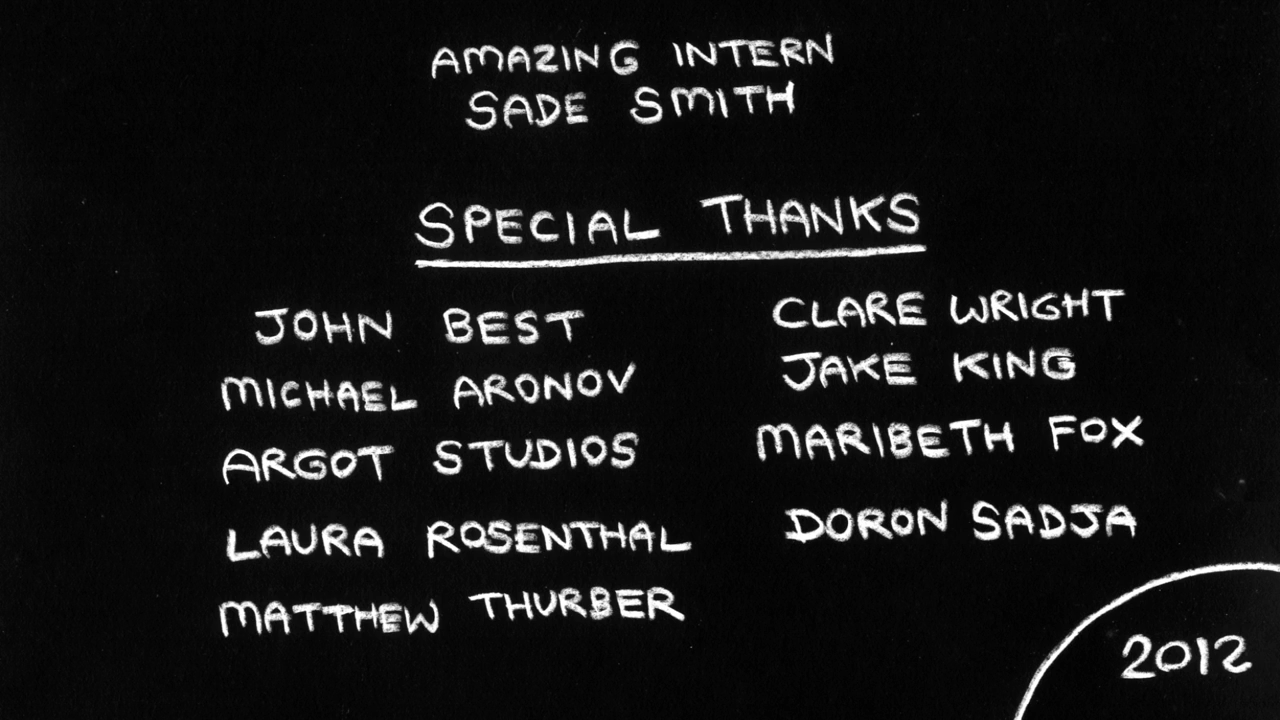 AMAZING INTERN
SADE SMITH
SPECIAL THANKS
JOHN BEST
MICHAEL ARONOV
ARGOT STUDIOS
LAURA ROSENTHAL
MATTHEW THURBER
CLARE WRIGHT
JAKE KING
MARIBETH FOX
DORON SADJA
2012